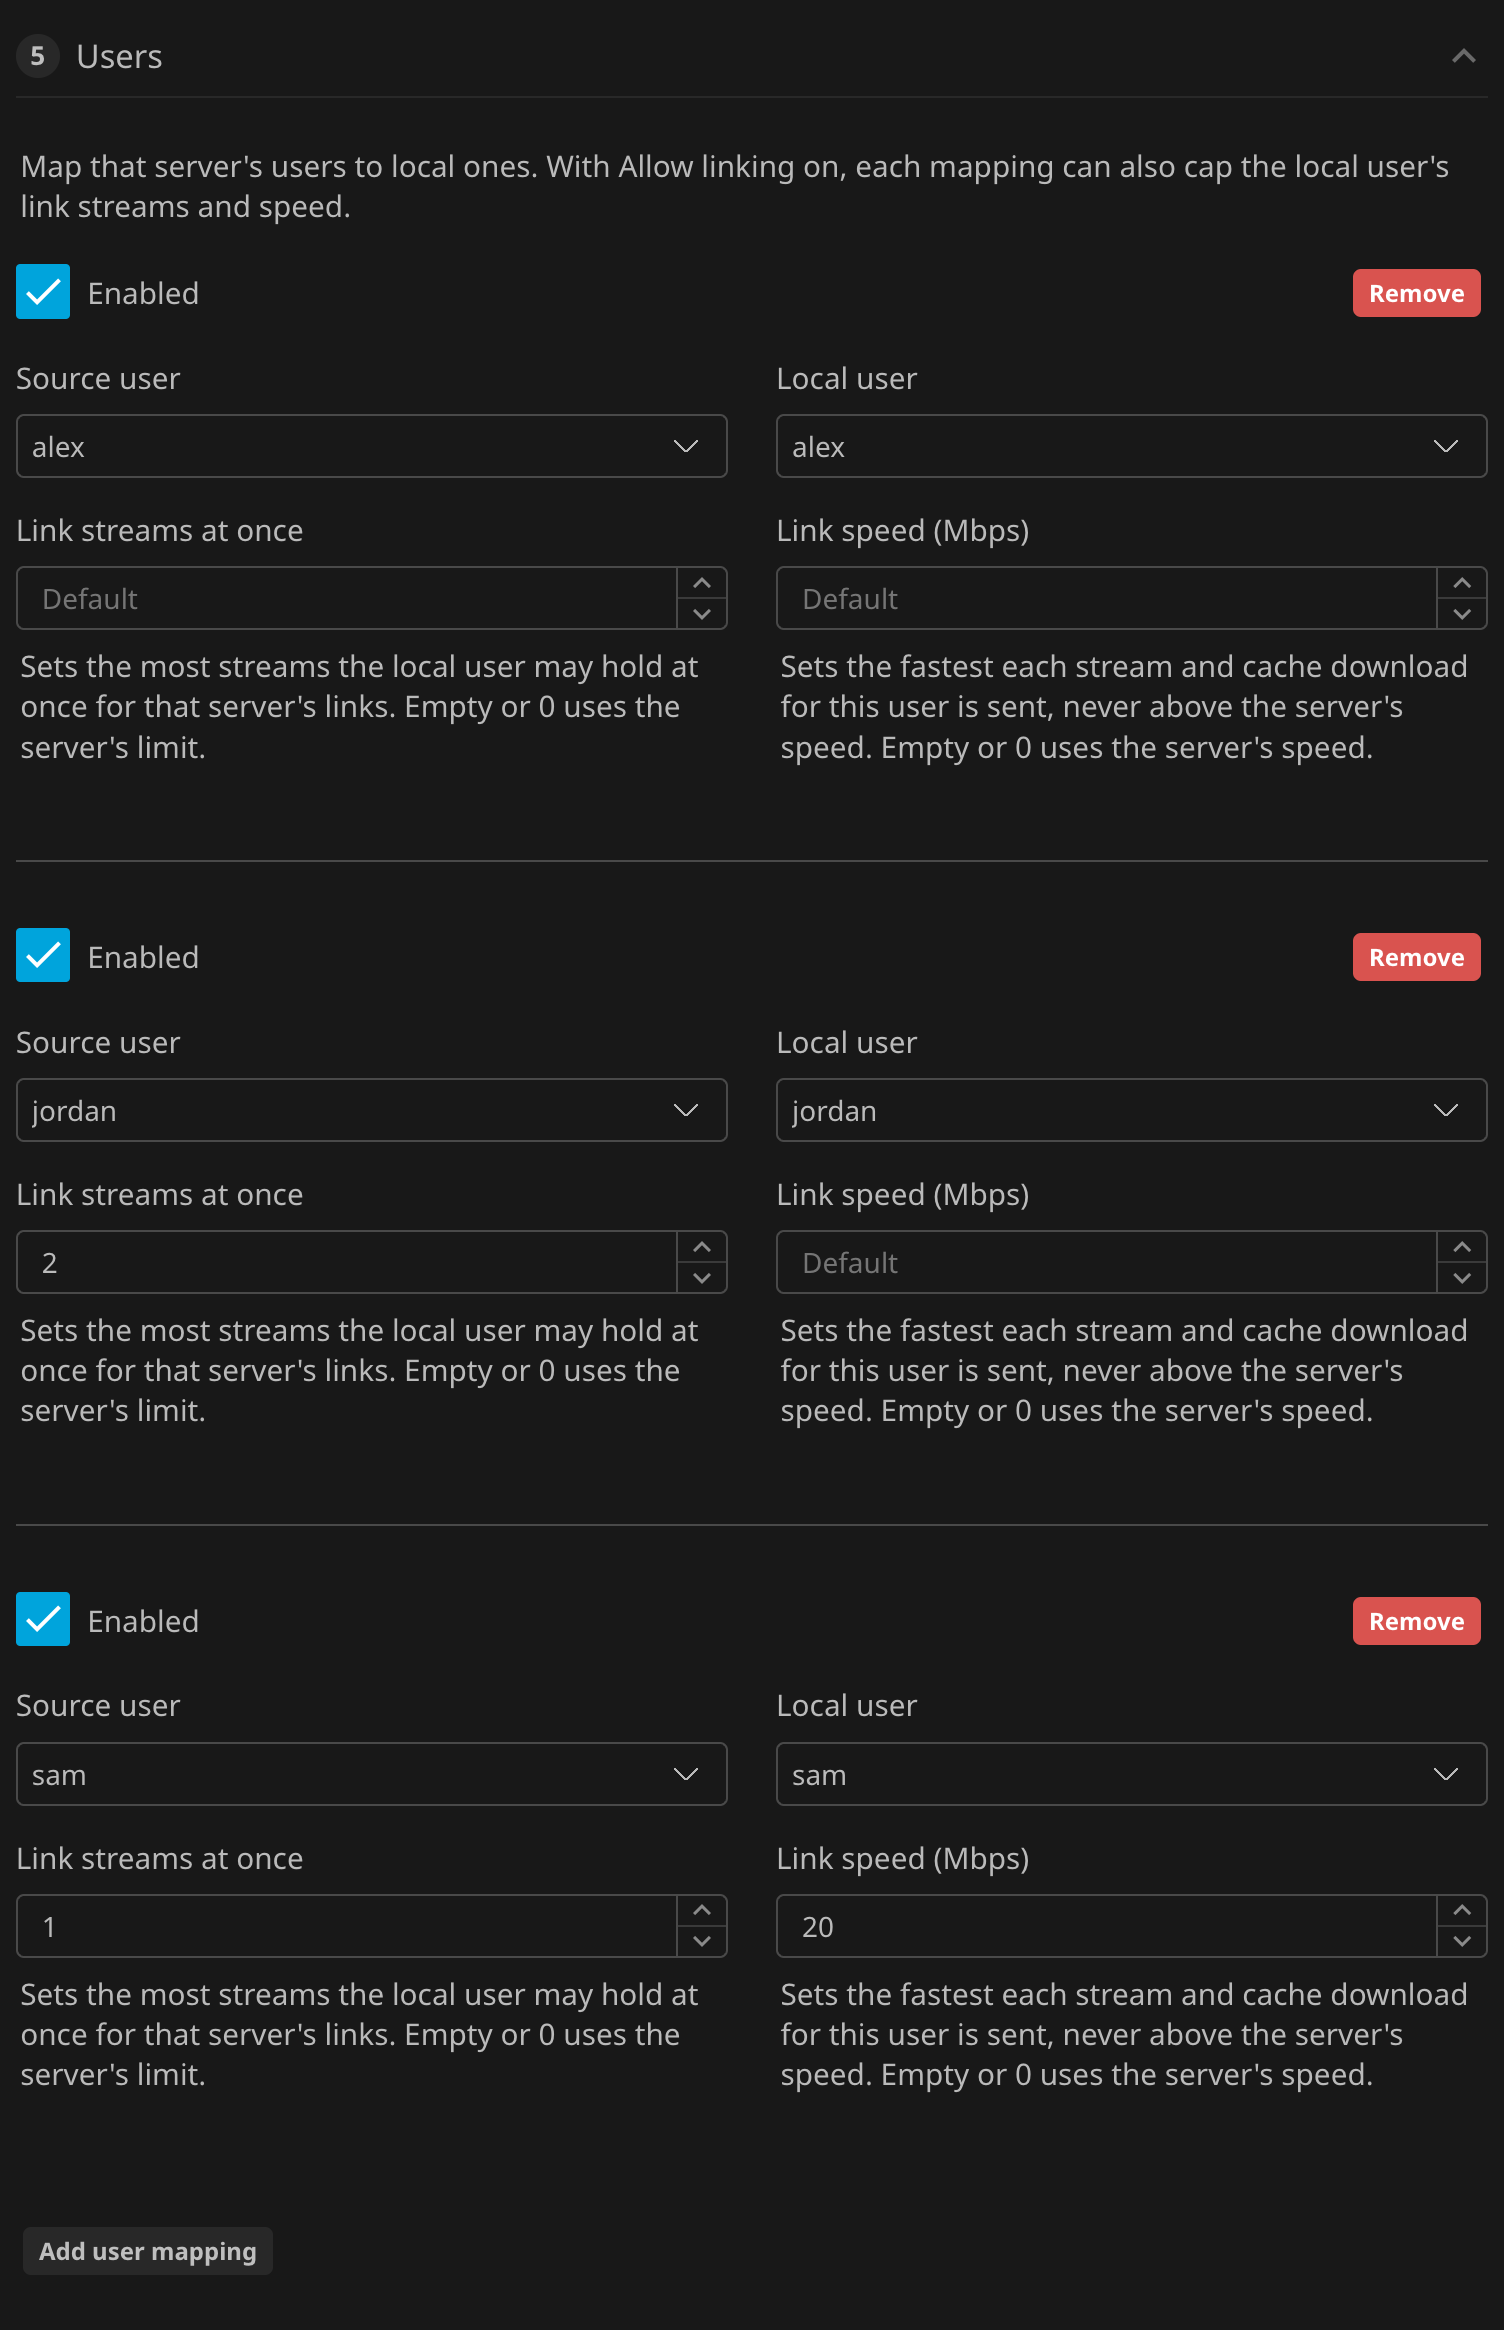 5 Users
Map that server's users to local ones. With Allow linking on, each mapping can also cap the local user's
link streams and speed.
Enabled
Remove
Source user
Local user
alex
alex
Link streams at once
Link speed (Mbps)
Default
Default
Sets the most streams the local user may hold at
once for that server's links. Empty or 0 uses the
server's limit.
Sets the fastest each stream and cache download
for this user is sent, never above the server's
speed. Empty or 0 uses the server's speed.
Enabled
Remove
Source user
Local user
jordan
jordan
Link streams at once
Link speed (Mbps)
2
Default
Sets the most streams the local user may hold at
once for that server's links. Empty or 0 uses the
server's limit.
Sets the fastest each stream and cache download
for this user is sent, never above the server's
speed. Empty or 0 uses the server's speed.
Enabled
Remove
Source user
Local user
sam
sam
Link streams at once
Link speed (Mbps)
1
20
Sets the most streams the local user may hold at
once for that server's links. Empty or 0 uses the
server's limit.
Sets the fastest each stream and cache download
for this user is sent, never above the server's
speed. Empty or 0 uses the server's speed.
Add user mapping